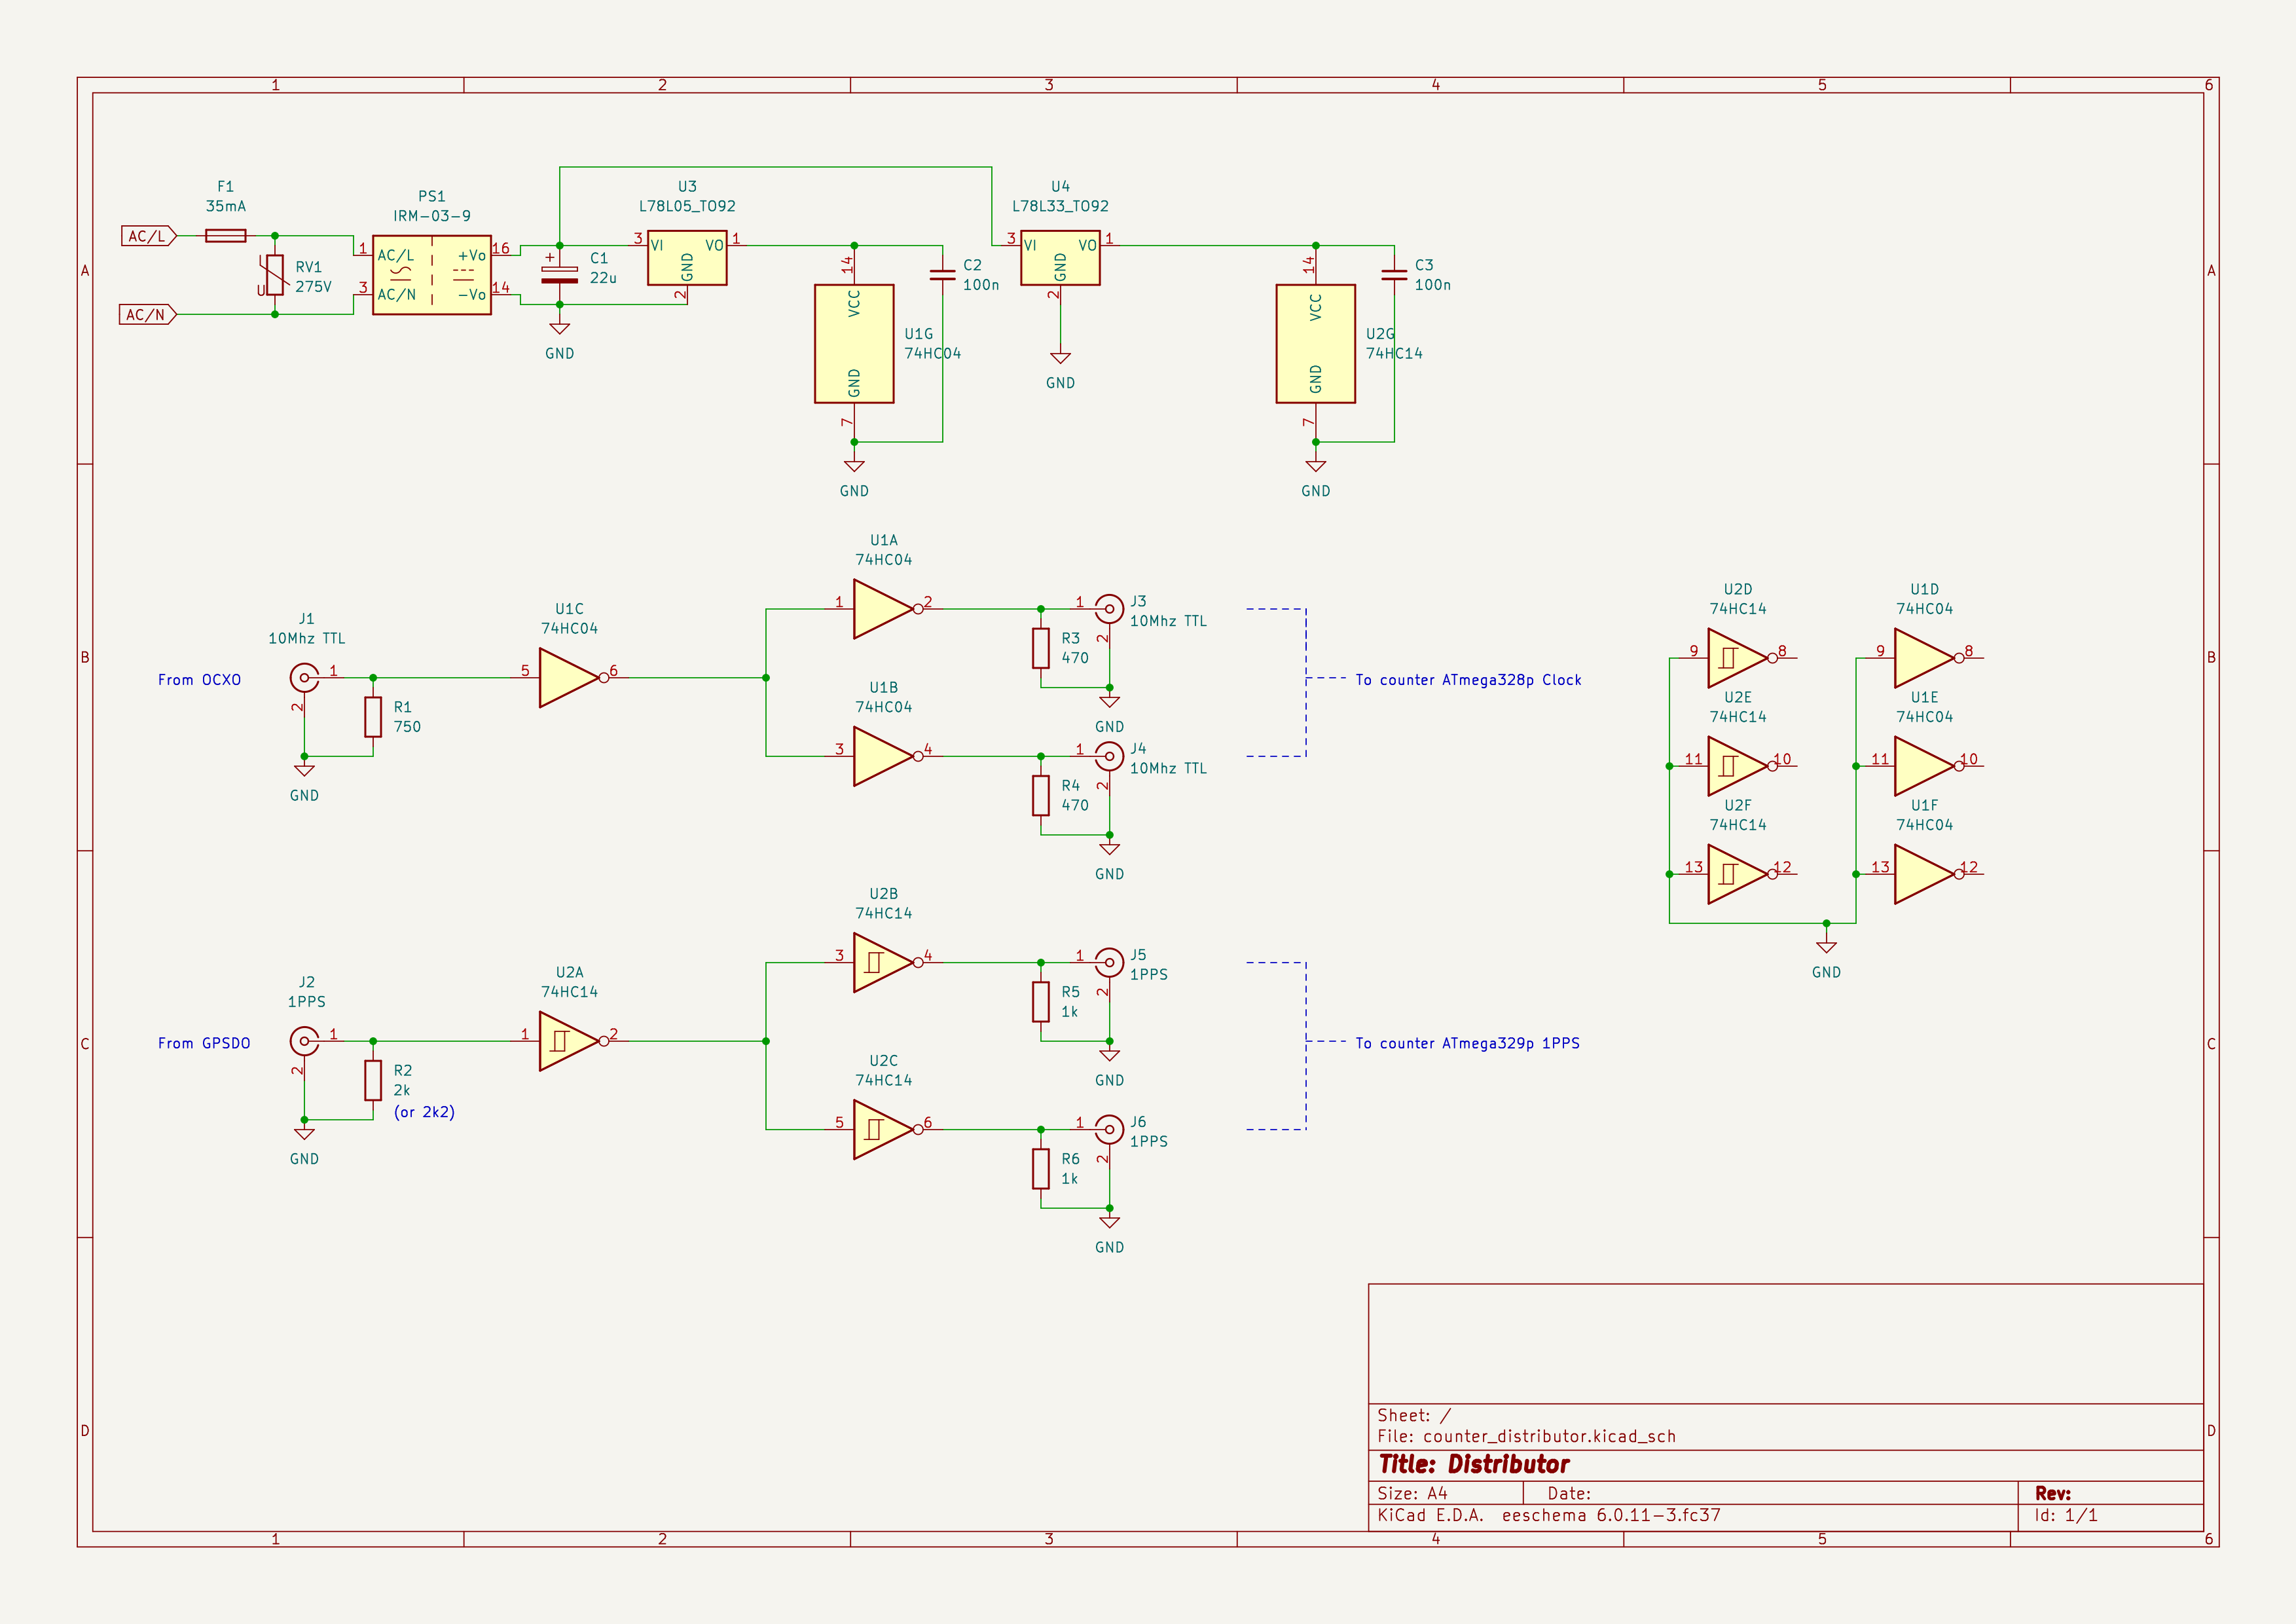 1 2 3 4 5 6
A
B
C
D
A
B
C
D
F1
35mA
AC/L
AC/N
1
U
RV1
275V
PS1
IRM-03-9
1 AC/L +Vo 16
3 AC/N -Vo 14
+
C1
22u
GND
U3
L78L05_TO92
3 VI VO 1
GND
2
14
VCC
GND
7
U1G
74HC04
GND
C2
100n
U4
L78L33_TO92
3 VI VO 1
GND
2
GND
14
VCC
GND
7
U2G
74HC14
GND
C3
100n
From OCXO
J1
10Mhz TTL
1
2
GND
R1
750
U1C
74HC04
5 6
U1A
74HC04
1 2
U1B
74HC04
3 4
R3
470
J3
10Mhz TTL
1
2
GND
R4
470
J4
10Mhz TTL
1
2
GND
To counter ATmega328p Clock
U2D
74HC14
9 8
U2E
74HC14
11 10
U2F
74HC14
13 12
U1D
74HC04
9 8
U1E
74HC04
11 10
U1F
74HC04
13 12
GND
From GPSDO
J2
1PPS
1
2
GND
R2
2k
(or 2k2)
U2A
74HC14
1 2
U2B
74HC14
3 4
U2C
74HC14
5 6
R5
1k
J5
1PPS
1
2
GND
R6
1k
J6
1PPS
1
2
GND
To counter ATmega329p 1PPS
Sheet: /
File: counter_distributor.kicad_sch
Title: Distributor
Size: A4 Date: Rev:
KiCad E.D.A. eeschema 6.0.11-3.fc37 Id: 1/1
1 2 3 4 5 6